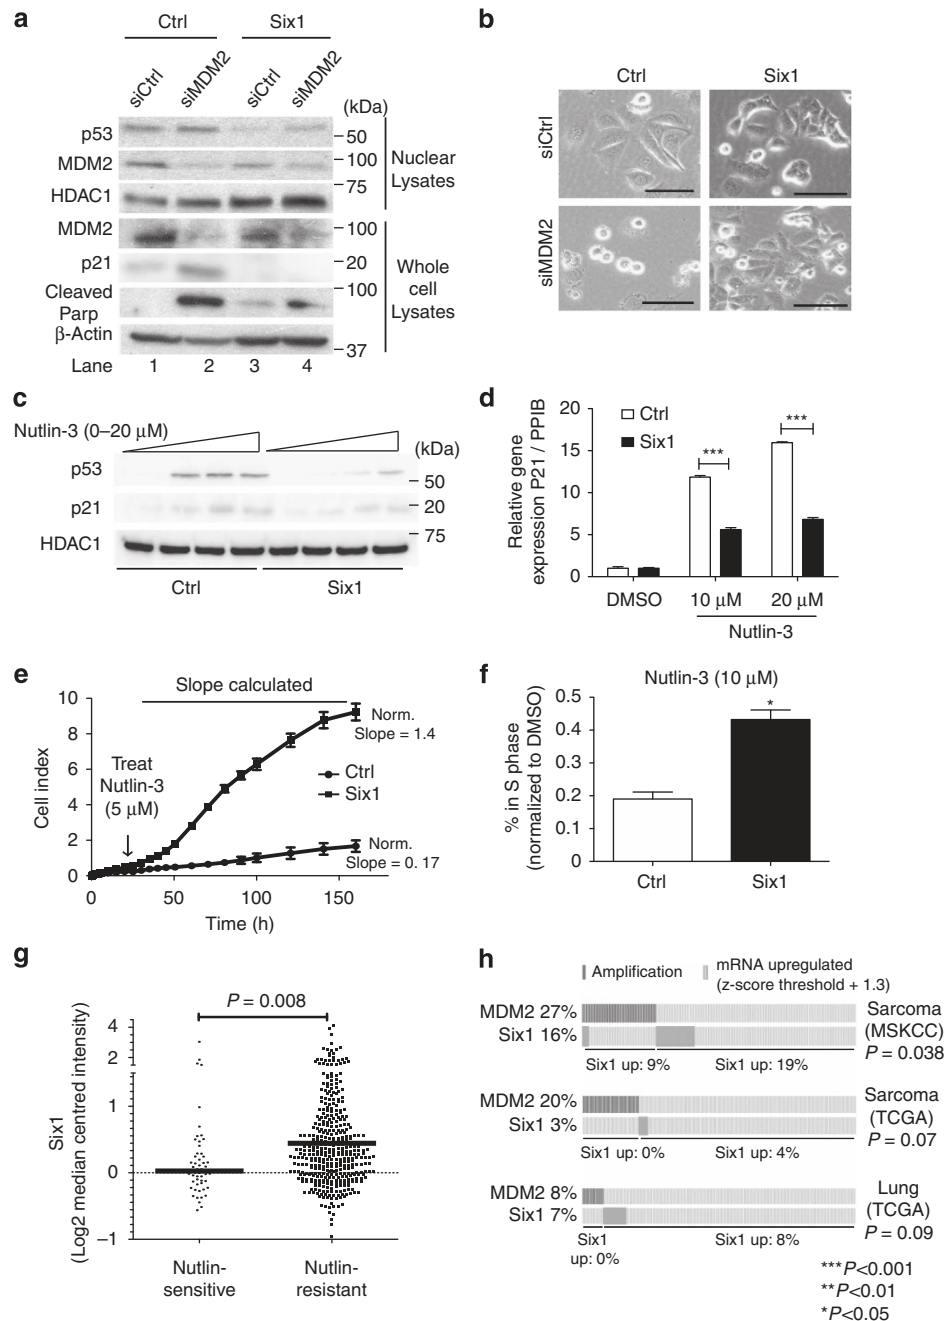 a
Ctrl
Six1
siCtrl
siMDM2
siCtrl
siMDM2
(kDa)
p53
50
MDM2
100
HDAC1
75
Nuclear
Lysates
MDM2
100
p21
20
Cleaved
Parp
100
β-Actin
37
Whole
cell
Lysates
Lane
1
2
3
4
b
Ctrl
Six1
siCtrl
siMDM2
c
Nutlin-3 (0–20 μM)
(kDa)
p53
50
p21
20
HDAC1
75
Ctrl
Six1
d
Relative gene
expression P21 / PPIB
20
15
10
5
0
Ctrl
Six1
***
***
DMSO
10 μM
20 μM
Nutlin-3
e
Slope calculated
Cell index
10
8
6
4
2
0
Treat
Nutlin-3
(5 μM)
Ctrl
Six1
Norm.
Slope = 1.4
Norm.
Slope = 0. 17
0
50
100
150
Time (h)
f
Nutlin-3 (10 μM)
% in S phase
(normalized to DMSO)
0.5
0.4
0.3
0.2
0.1
0
*
Ctrl
Six1
g
P = 0.008
Six1
(Log2 median centred intensity)
4
2
1
0
–1
Nutlin-
sensitive
Nutlin-
resistant
h
Amplification
mRNA upregulated
(z-score threshold + 1.3)
MDM2 27%
Six1 16%
Six1 up: 9%
Six1 up: 19%
Sarcoma
(MSKCC)
P = 0.038
MDM2 20%
Six1 3%
Six1 up: 0%
Six1 up: 4%
Sarcoma
(TCGA)
P = 0.07
MDM2 8%
Six1 7%
Six1
up: 0%
Six1 up: 8%
Lung
(TCGA)
P = 0.09
***P<0.001
**P<0.01
*P<0.05